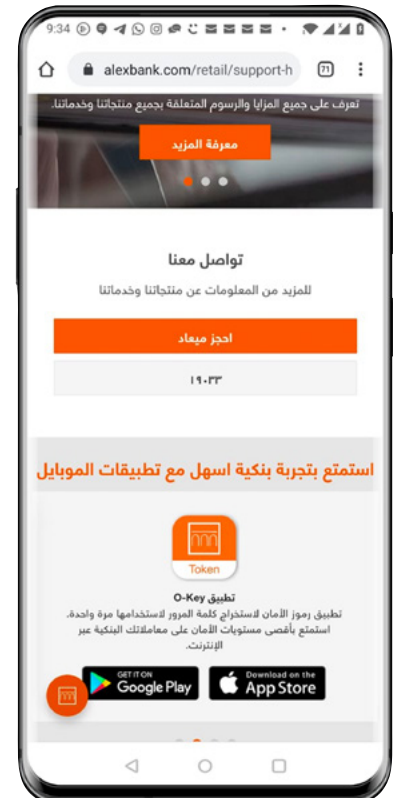 9:34
alexbank.com/retail/support-h
71
تعرف على جميع المزايا والرسوم المتعلقة بجميع منتجاتنا وخدماتنا.
معرفة المزيد
تواصل معنا
للمزيد من المعلومات عن منتجاتنا وخدماتنا
احجز ميعاد
١٩٠٣٣
استمتع بتجربة بنكية اسهل مع تطبيقات الموبايل
Token
تطبيق O-Key
تطبيق رموز الأمان لاستخراج كلمة المرور لاستخدامها مرة واحدة.
استمتع بأقصى مستويات الأمان على معاملاتك البنكية عبر
الإنترنت.
GET IT ON
Google Play
Download on the
App Store